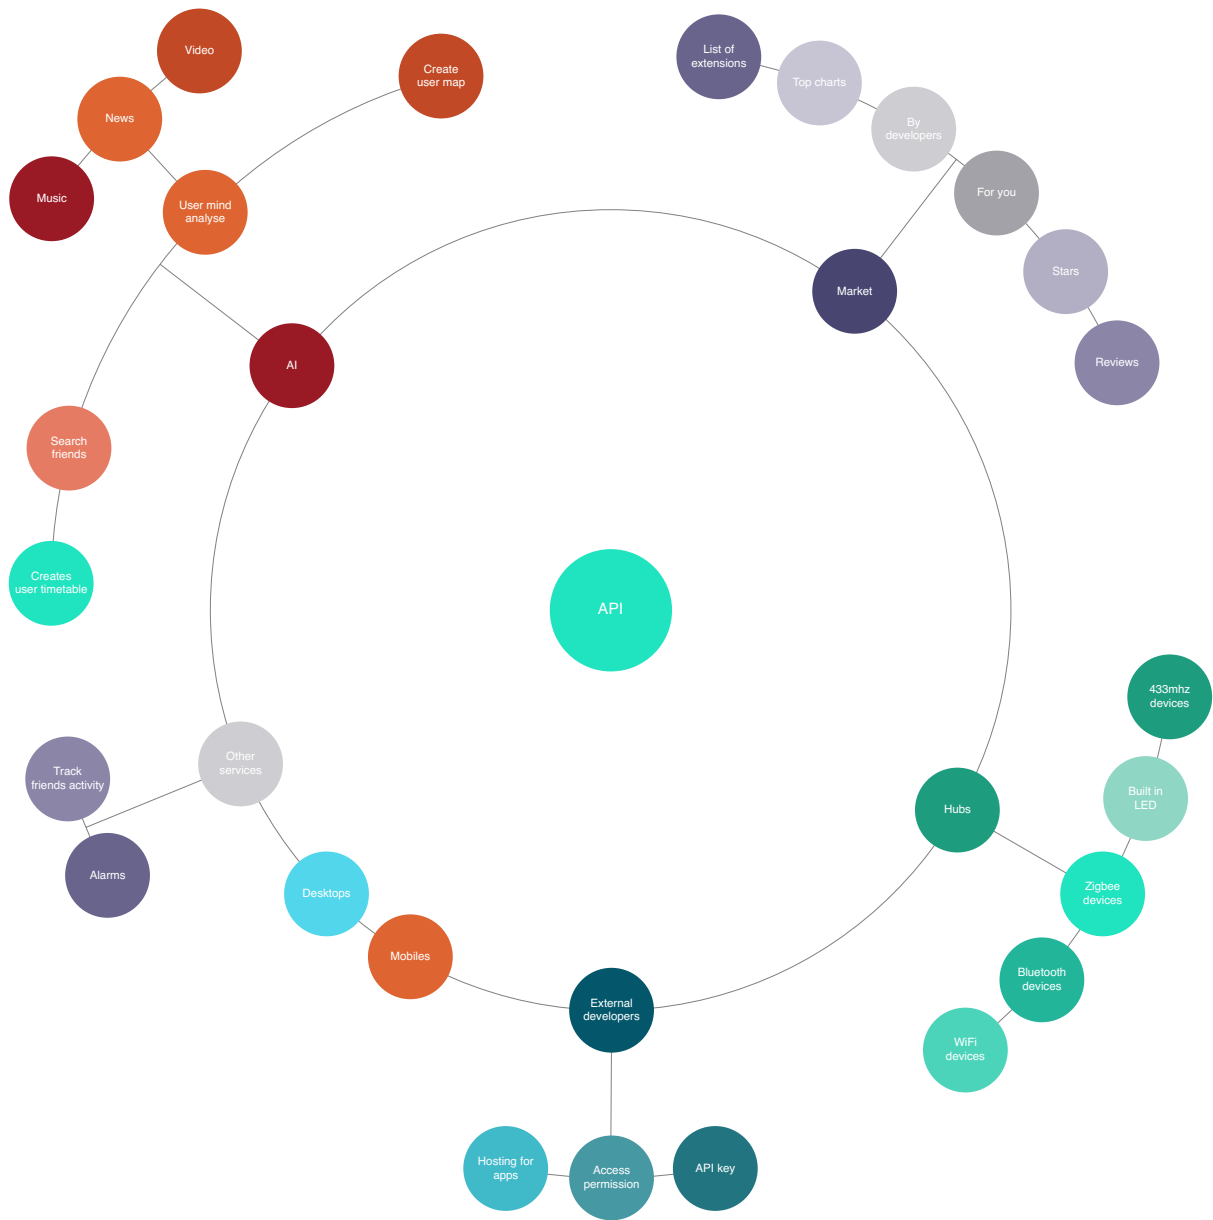 Video
Create
user map
News
Music
User mind
analyse
List of
extensions
Top charts
By
developers
For you
Stars
Reviews
Market
AI
Search
friends
Creates
user timetable
API
Other
services
Track
friends activity
Alarms
Desktops
Mobiles
External
developers
Hubs
433mhz
devices
Built in
LED
Zigbee
devices
Bluetooth
devices
WiFi
devices
Hosting for
apps
Access
permission
API key